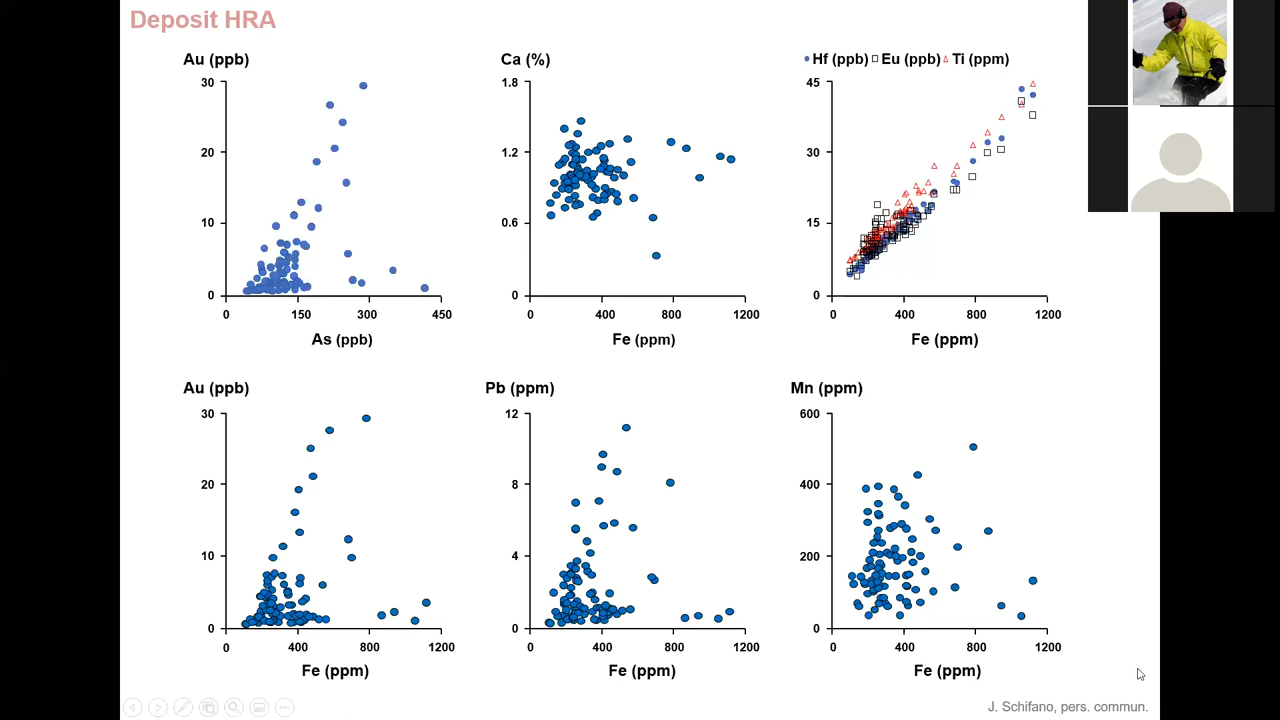 Deposit HRA
Au (ppb)
30
20
10
0
0 150 300 450
As (ppb)
Ca (%)
1.8
1.2
0.6
0
0 400 800 1200
Fe (ppm)
Hf (ppb) Eu (ppb) Ti (ppm)
45
30
15
0
0 400 800 1200
Fe (ppm)
Au (ppb)
30
20
10
0
0 400 800 1200
Fe (ppm)
Pb (ppm)
12
8
4
0
0 400 800 1200
Fe (ppm)
Mn (ppm)
600
400
200
0
0 400 800 1200
Fe (ppm)
J. Schifano, pers. commun.